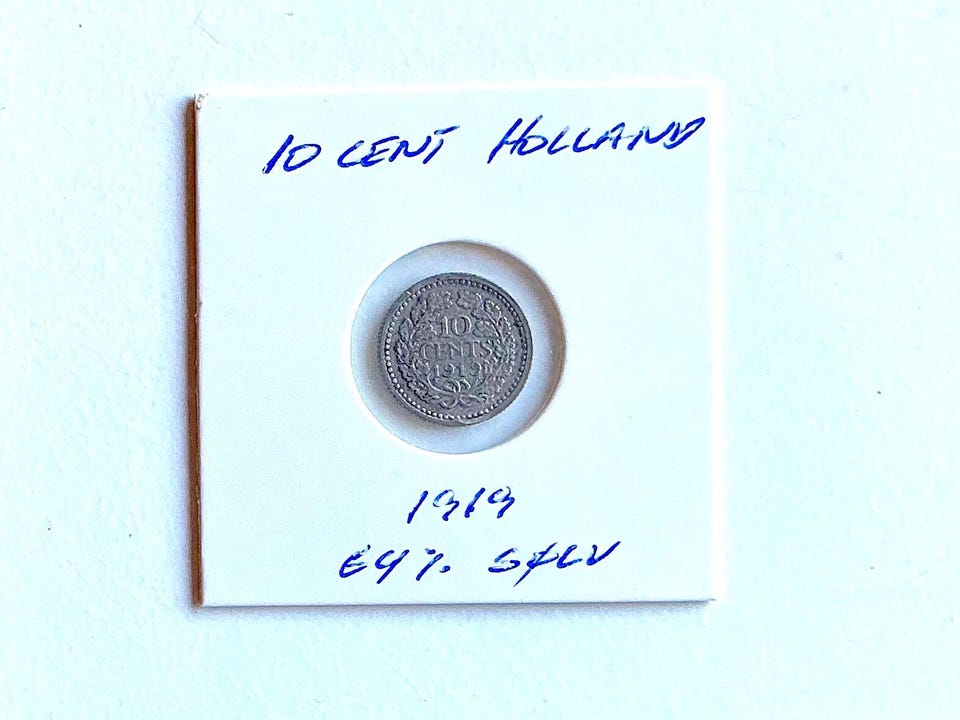 10 CENT HOLLAND
10
CENTS
1919
1919
64% SØLV